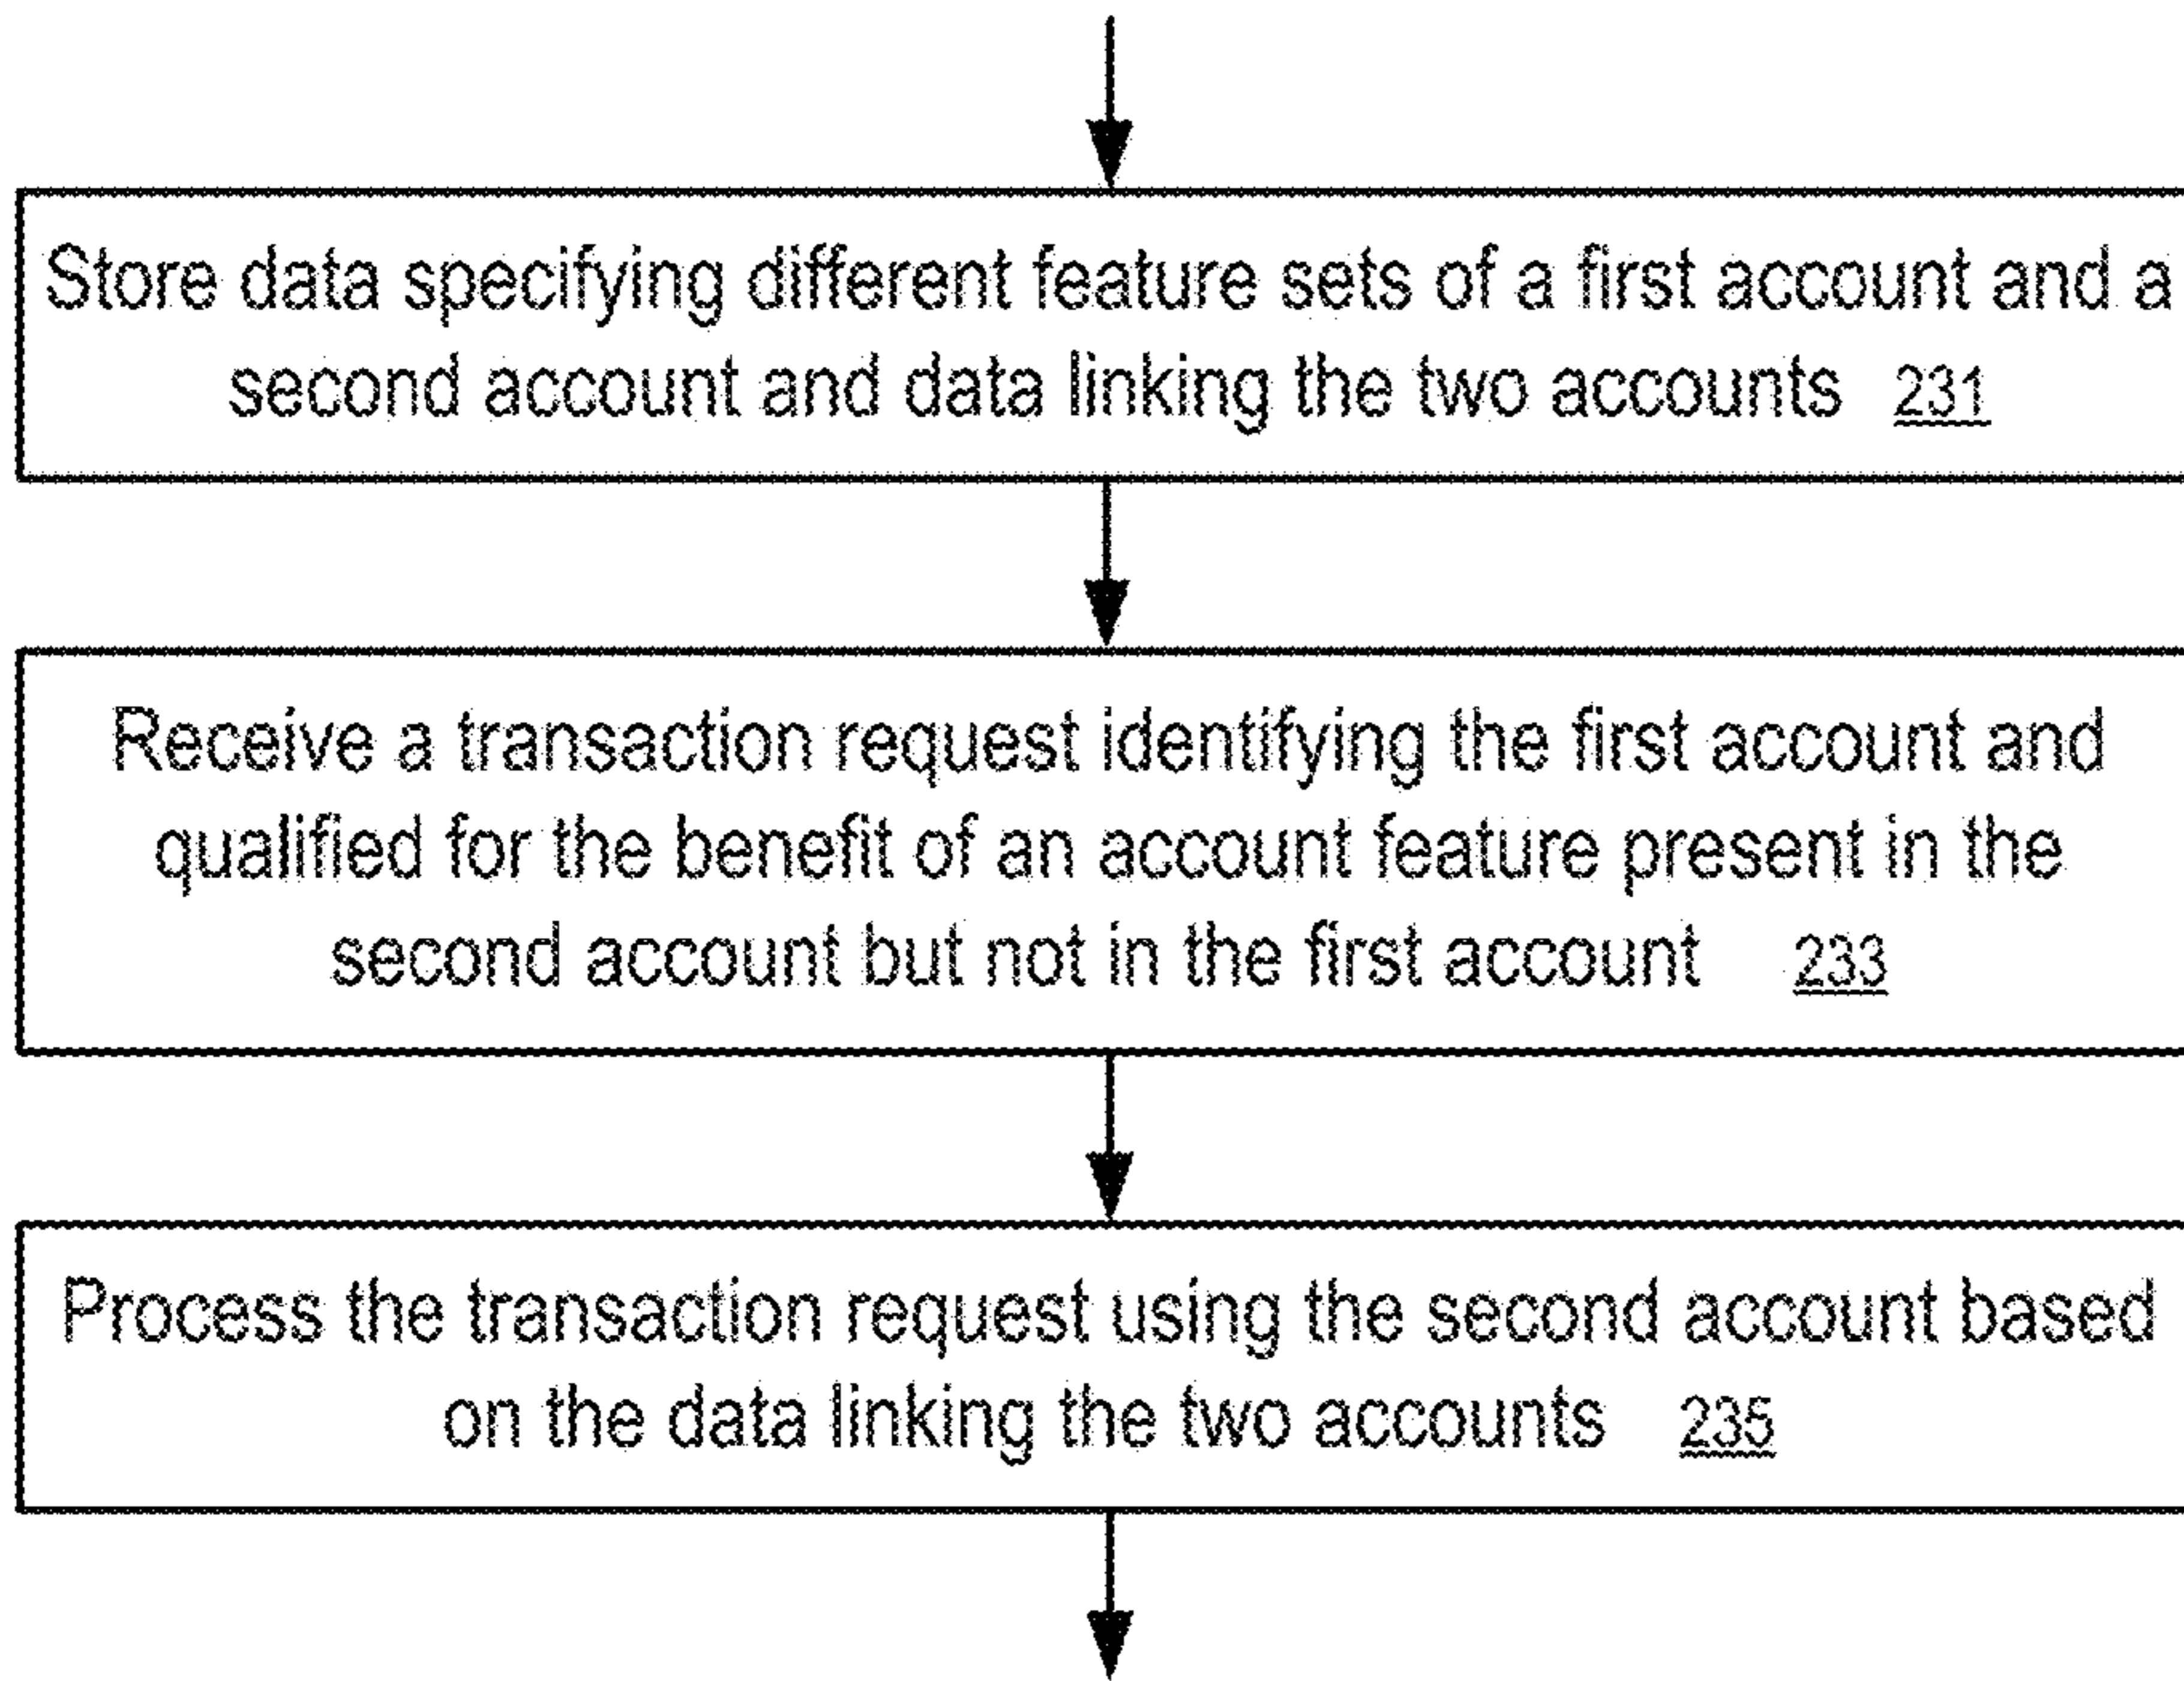 Store data specifying different feature sets of a first account and a
second account and data linking the two accounts 231
Receive a transaction request identifying the first account and
qualified for the benefit of an account feature present in the
second account but not in the first account 233
Process the transaction request using the second account based
on the data linking the two accounts 235